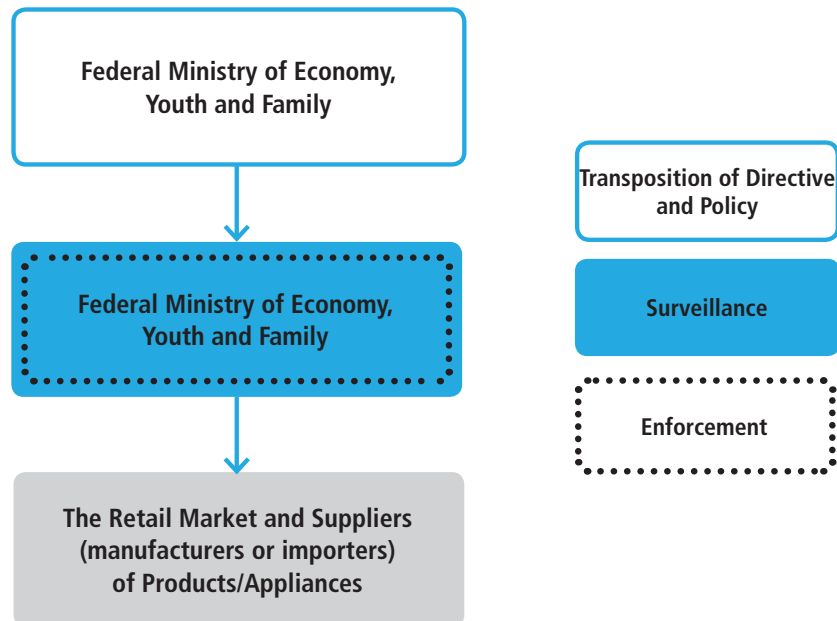 Federal Ministry of Economy,
Youth and Family
Federal Ministry of Economy,
Youth and Family
The Retail Market and Suppliers
(manufacturers or importers)
of Products/Appliances
Transposition of Directive
and Policy
Surveillance
Enforcement